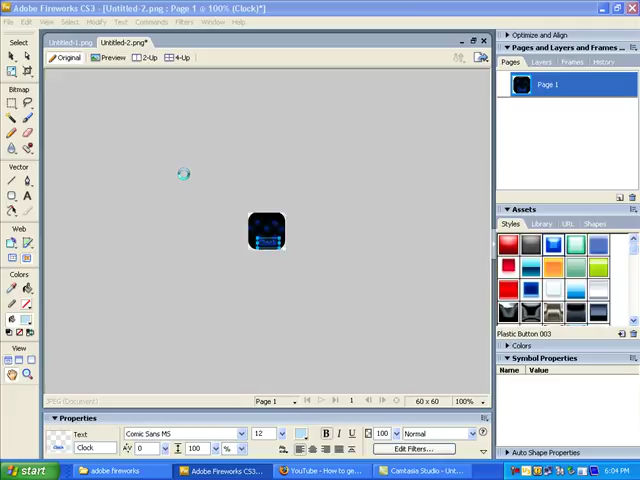 Adobe Fireworks CS3 - [Untitled-2.png : Page 1 @ 100% (Clock)*]
File Edit View Select Modify Text Commands Filters Window Help
Select
Bitmap
Vector
Web
Colors
View
Untitled-1.png Untitled-2.png*
Original Preview 2-Up 4-Up
Clock
JPEG (Document) Page 1 1 60 x 60 100%
Properties
Text
Clock
Comic Sans MS 12 B I U 100 Normal
0 100 % Edit Filters...
Optimize and Align
Pages and Layers and Frames
Pages Layers Frames History
Page 1
Assets
Styles Library URL Shapes
Plastic Button 003
Colors
Symbol Properties
Name Value
Auto Shape Properties
start adobe fireworks Adobe Fireworks CS3 - ... YouTube - How to ge... Camtasia Studio - Unt... 6:04 PM